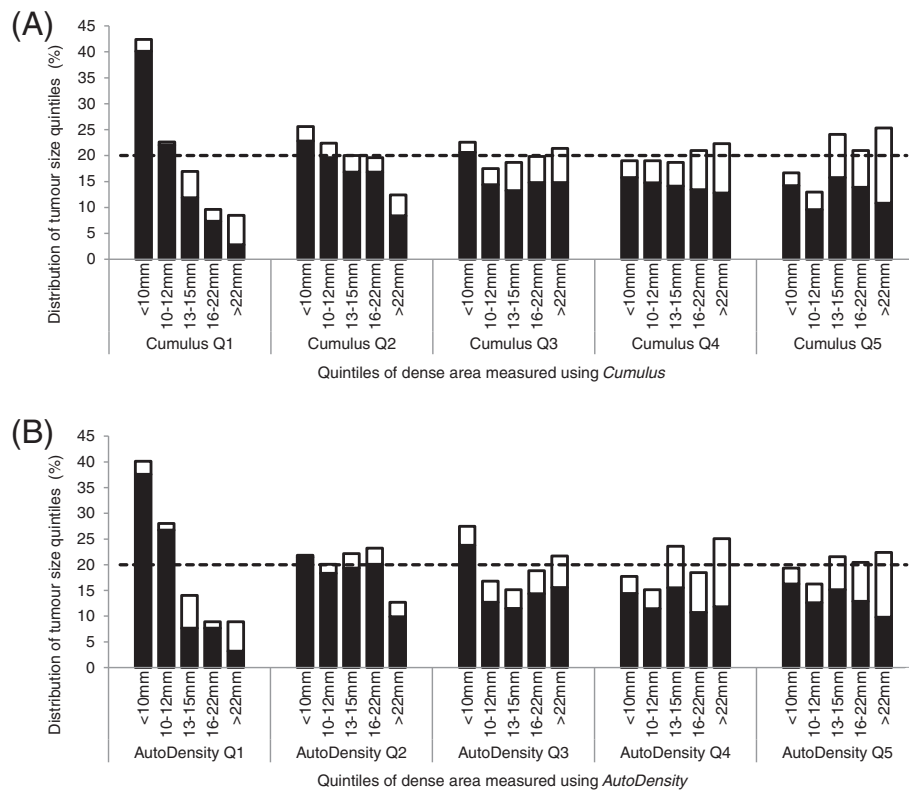 (A)
Distribution of tumour size quintiles (%)
45
40
35
30
25
20
15
10
5
0
<10mm
10-12mm
13-15mm
16-22mm
>22mm
<10mm
10-12mm
13-15mm
16-22mm
>22mm
<10mm
10-12mm
13-15mm
16-22mm
>22mm
<10mm
10-12mm
13-15mm
16-22mm
>22mm
<10mm
10-12mm
13-15mm
16-22mm
>22mm
Cumulus Q1 Cumulus Q2 Cumulus Q3 Cumulus Q4 Cumulus Q5
Quintiles of dense area measured using Cumulus
(B)
Distribution of tumour size quintiles (%)
45
40
35
30
25
20
15
10
5
0
<10mm
10-12mm
13-15mm
16-22mm
>22mm
<10mm
10-12mm
13-15mm
16-22mm
>22mm
<10mm
10-12mm
13-15mm
16-22mm
>22mm
<10mm
10-12mm
13-15mm
16-22mm
>22mm
<10mm
10-12mm
13-15mm
16-22mm
>22mm
AutoDensity Q1 AutoDensity Q2 AutoDensity Q3 AutoDensity Q4 AutoDensity Q5
Quintiles of dense area measured using AutoDensity